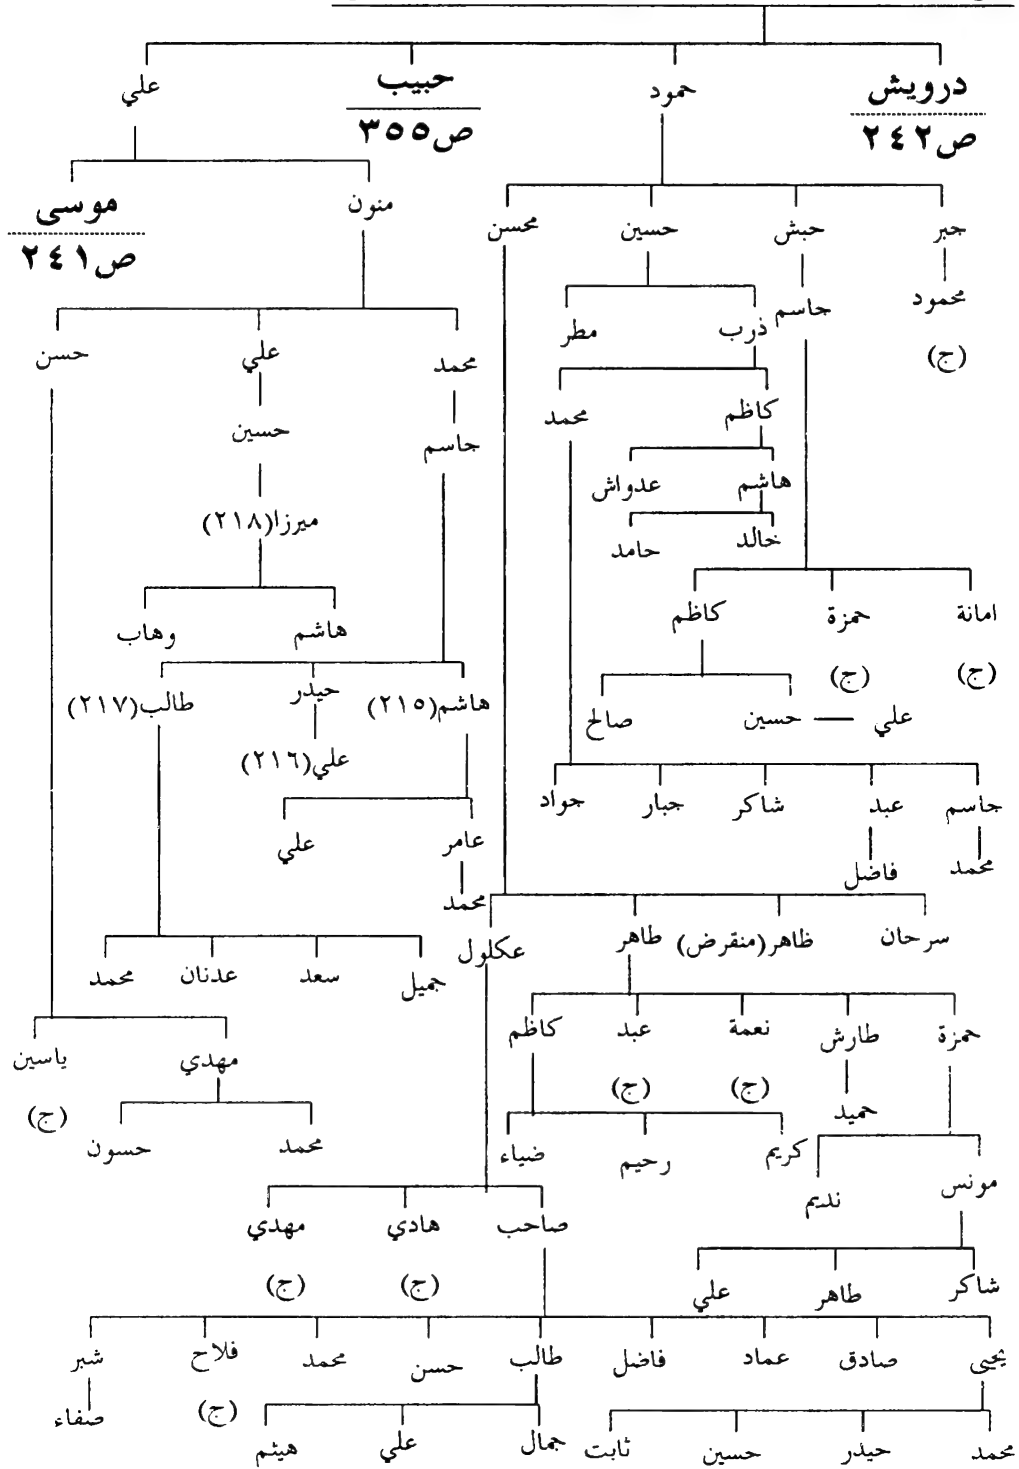 درويش حمود حبيب علي
ص٢٤٢ ص٣٥٥
منون موسى
ص٢٤١
جبر حبش حسين محسن
محمود جاسم ذرب مطر
(ج)
محمد علي حسن
كاظم محمد
حسين جاسم
هاشم عدواش
ميرزا(٢١٨)
خالد حامد
امانة حمزة كاظم
هاشم وهاب
(ج) (ج)
هاشم(٢١٥) حيدر طالب(٢١٧)
علي حسين صالح
علي(٢١٦)
جاسم عبد شاكر جبار جواد
عامر علي
محمد فاضل
محمد
سرحان ظاهر(منقرض) طاهر عكلول
جميل سعد عدنان محمد
حمزة طارش نعمة عبد كاظم
مهدي ياسين
(ج) (ج) (ج)
حميد
محمد حسون
كريم رحيم ضياء
مونس نديم
صاحب هادي مهدي
(ج) (ج)
شاكر طاهر علي
يحيى صادق عماد فاضل طالب حسن محمد فلاح شبر
(ج) صفاء
محمد حيدر حسين ثابت جمال علي هيثم